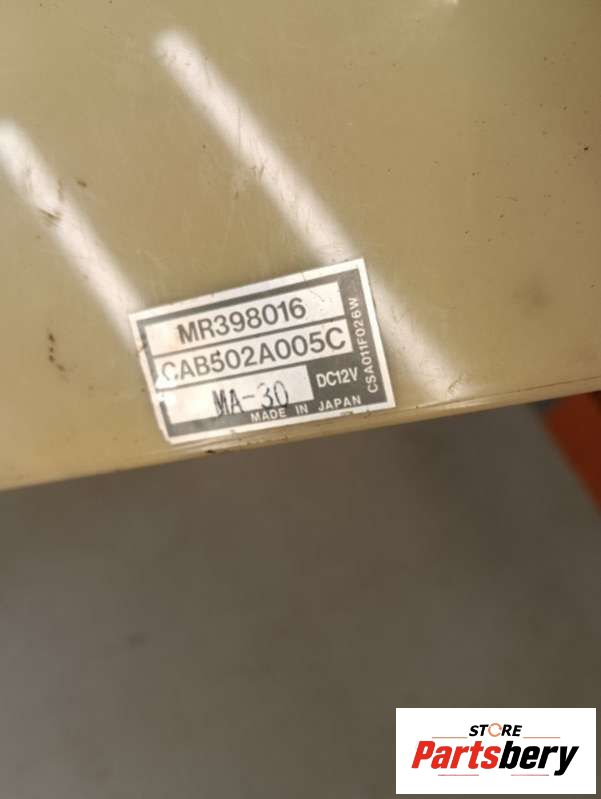 MR398016
CAB502A005C
MA-30 DC12V
MADE IN JAPAN
CSA011F026W
STORE
Partsbery